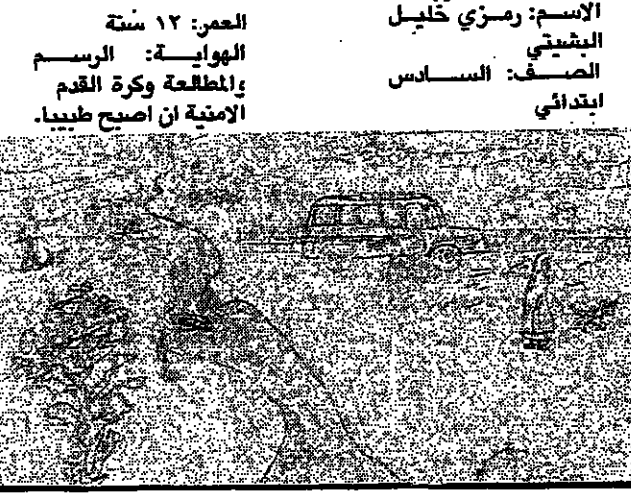 الاسم: رمزي خليل
البشيتي
الصف: السادس
ابتدائي
العمر: ١٢ سنة
الهواية: الرسم
والمطالعة وكرة القدم
الامنية ان اصبح طبيبا.